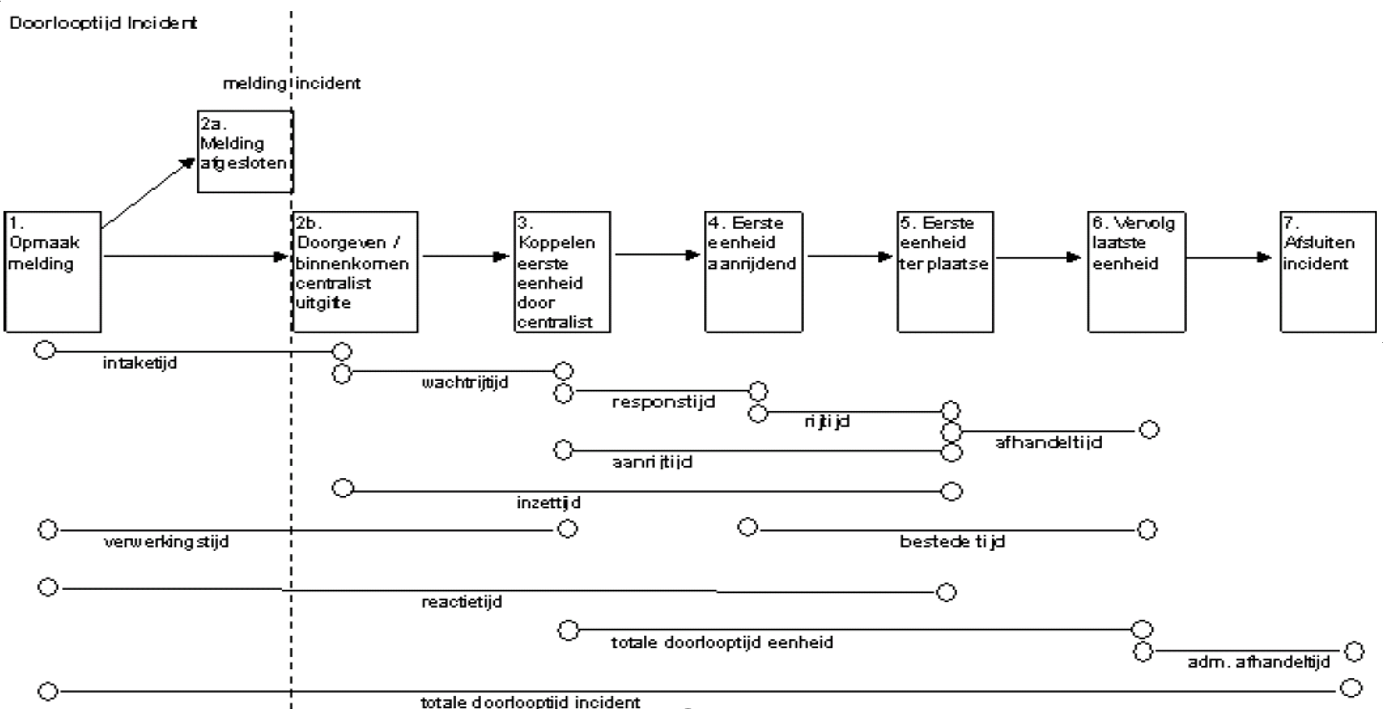 Doorlooptijd Incident
melding incident
2a.
Melding
afgesloten
1.
Opmaak
melding
2b.
Doorgeven /
binnenkomen
centralist
uitgifte
3.
Koppelen
eerste
eenheid
door
centralist
4. Eerste
eenheid
aanrijdend
5. Eerste
eenheid
ter plaatse
6. Vervolg
laatste
eenheid
7.
Afsluiten
incident
intaketijd
wachtrijtijd
responstijd
rijtijd
afhandeltijd
aanrijtijd
inzettijd
verwerkingstijd
bestede tijd
reactietijd
totale doorlooptijd eenheid
adm. afhandeltijd
totale doorlooptijd incident